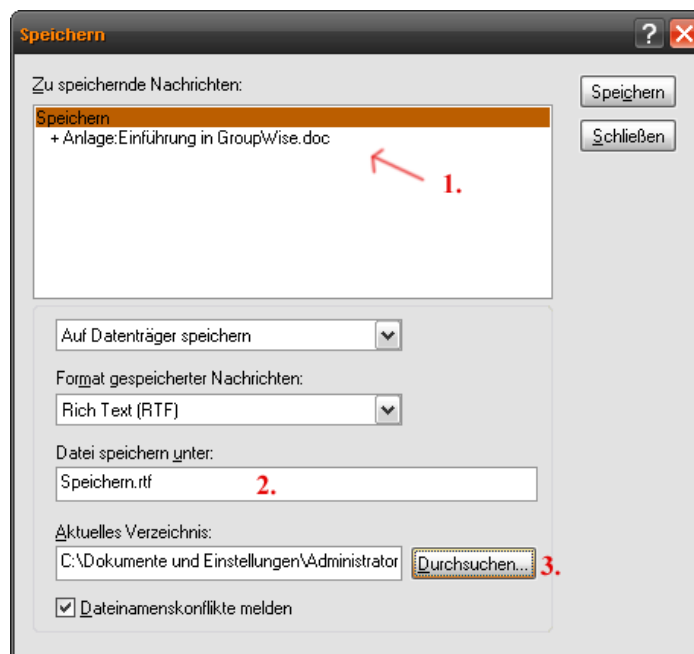 Speichern
Zu speichernde Nachrichten:
Speichern
Speichern
+ Anlage:Einführung in GroupWise.doc
Schließen
1.
Auf Datenträger speichern
Format gespeicherter Nachrichten:
Rich Text (RTF)
Datei speichern unter:
Speichern.rtf 2.
Aktuelles Verzeichnis:
C:\Dokumente und Einstellungen\Administrator Durchsuchen... 3.
Dateinamenskonflikte melden